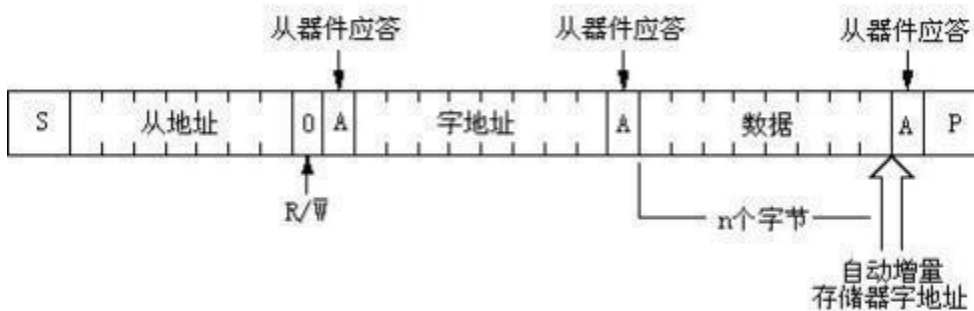 从器件应答 从器件应答 从器件应答
S 从地址 0 A 字地址 A 数据 A P
R/W̅
n个字节
自动增量
存储器字地址